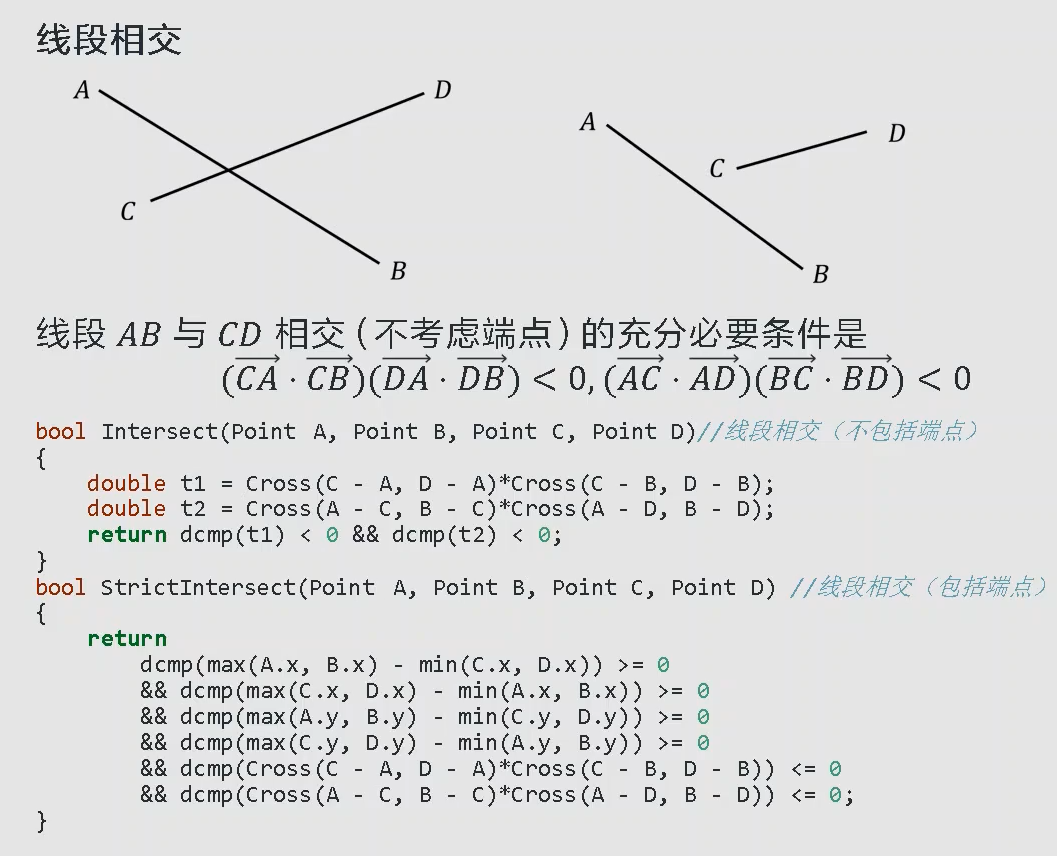 线段相交
A
D
C
B
A
D
C
B
线段 AB 与 CD 相交(不考虑端点)的充分必要条件是
(\overrightarrow{CA} · \overrightarrow{CB})(\overrightarrow{DA} · \overrightarrow{DB}) < 0, (\overrightarrow{AC} · \overrightarrow{AD})(\overrightarrow{BC} · \overrightarrow{BD}) < 0
bool Intersect(Point A, Point B, Point C, Point D)//线段相交（不包括端点）
{
    double t1 = Cross(C - A, D - A)*Cross(C - B, D - B);
    double t2 = Cross(A - C, B - C)*Cross(A - D, B - D);
    return dcmp(t1) < 0 && dcmp(t2) < 0;
}
bool StrictIntersect(Point A, Point B, Point C, Point D) //线段相交（包括端点）
{
    return
        dcmp(max(A.x, B.x) - min(C.x, D.x)) >= 0
        && dcmp(max(C.x, D.x) - min(A.x, B.x)) >= 0
        && dcmp(max(A.y, B.y) - min(C.y, D.y)) >= 0
        && dcmp(max(C.y, D.y) - min(A.y, B.y)) >= 0
        && dcmp(Cross(C - A, D - A)*Cross(C - B, D - B)) <= 0
        && dcmp(Cross(A - C, B - C)*Cross(A - D, B - D)) <= 0;
}